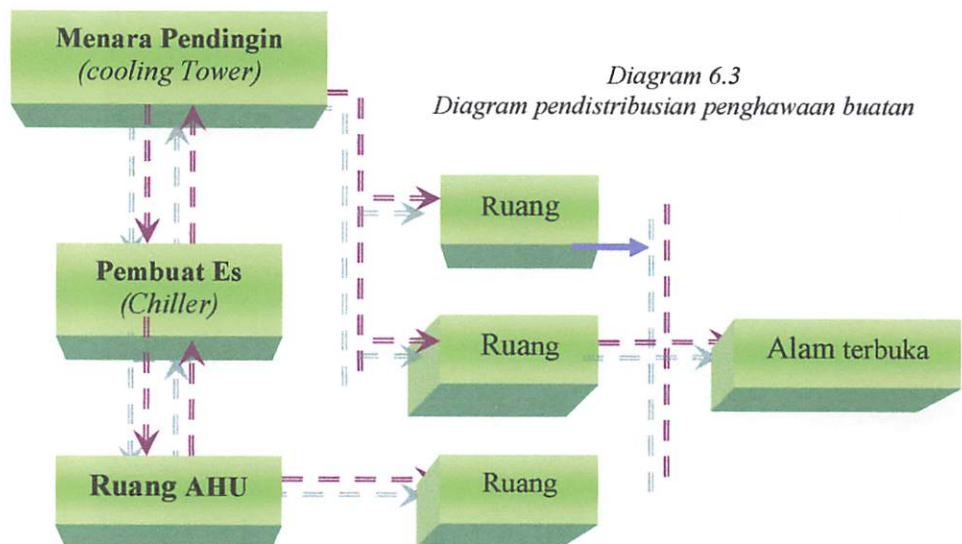 Menara Pendingin
(cooling Tower)
Diagram 6.3
Diagram pendistribusian penghawaan buatan
Ruang
Pembuat Es
(Chiller)
Ruang
Alam terbuka
Ruang AHU
Ruang